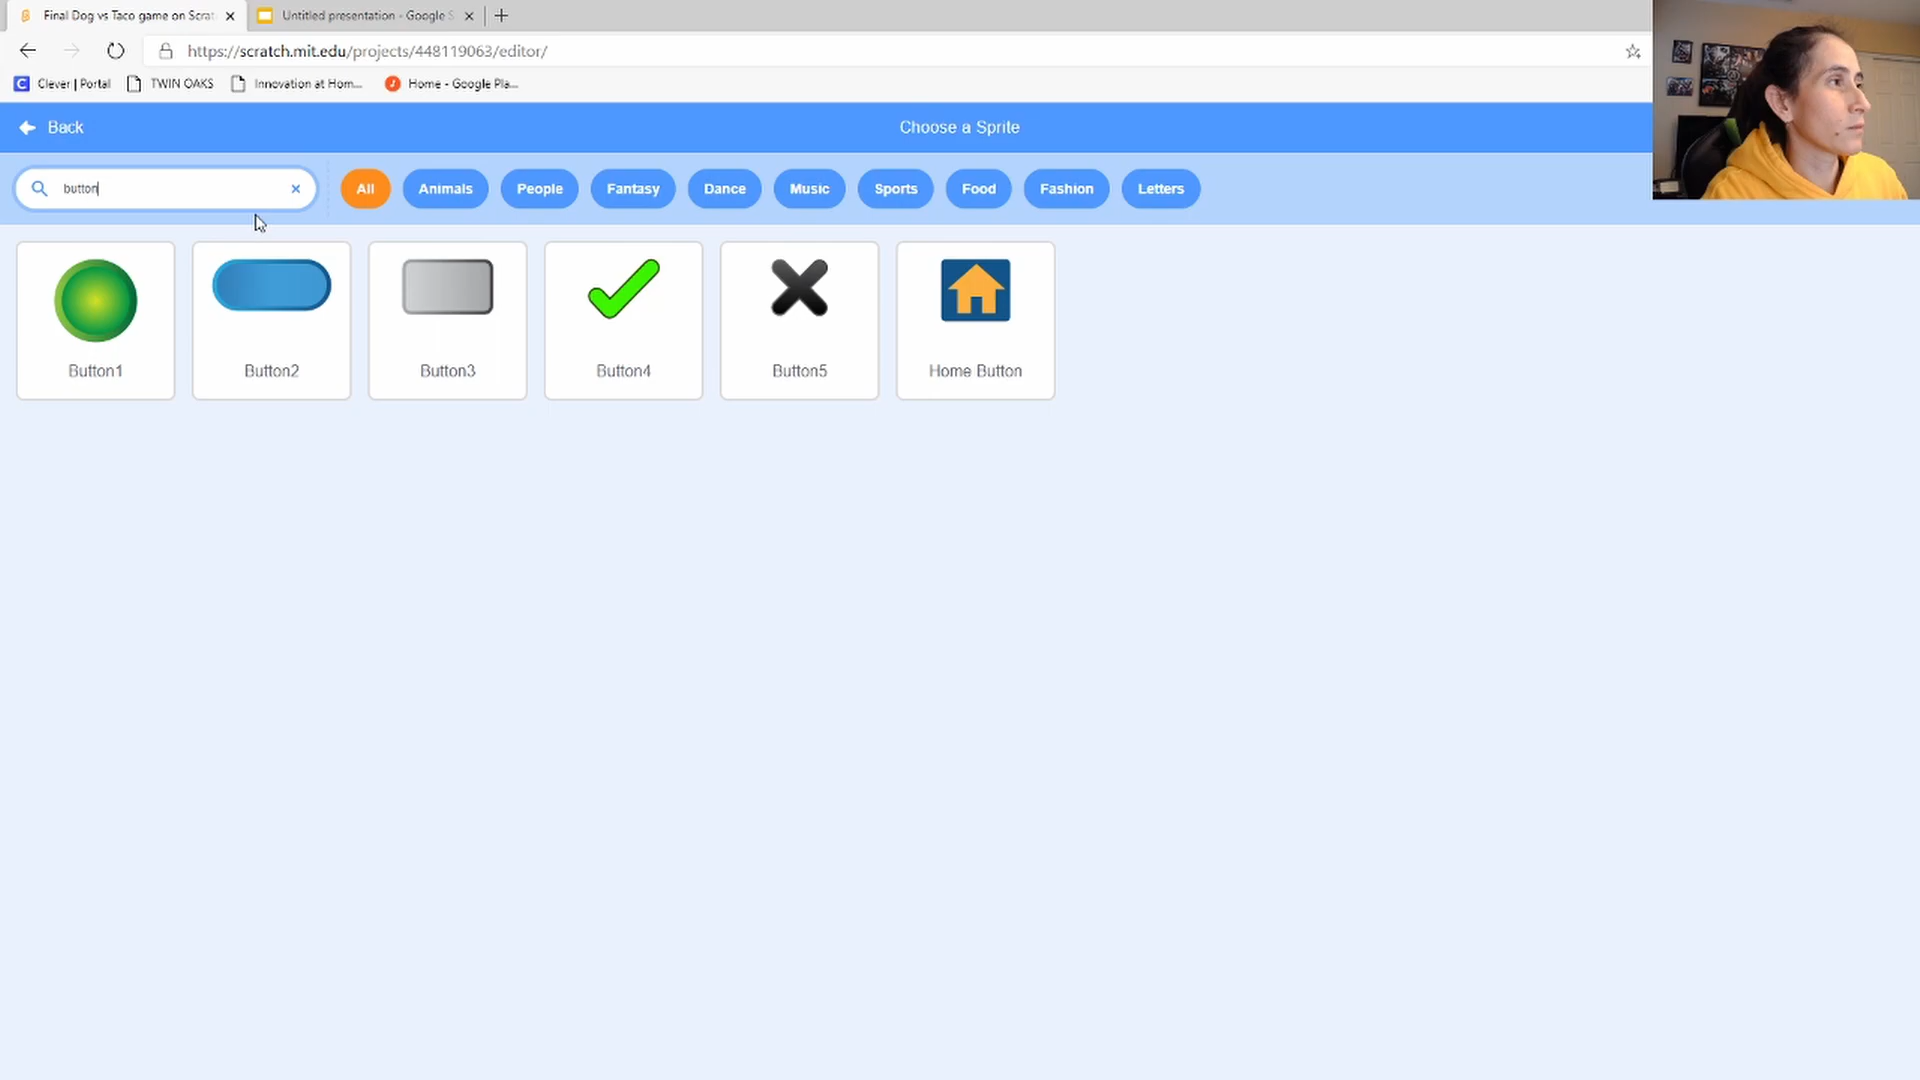 Final Dog vs Taco game on Scrat
Untitled presentation - Google S
https://scratch.mit.edu/projects/448119063/editor/
Clever | Portal
TWIN OAKS
Innovation at Hom...
Home - Google Pla...
Back
Choose a Sprite
button
All
Animals
People
Fantasy
Dance
Music
Sports
Food
Fashion
Letters
Button1
Button2
Button3
Button4
Button5
Home Button